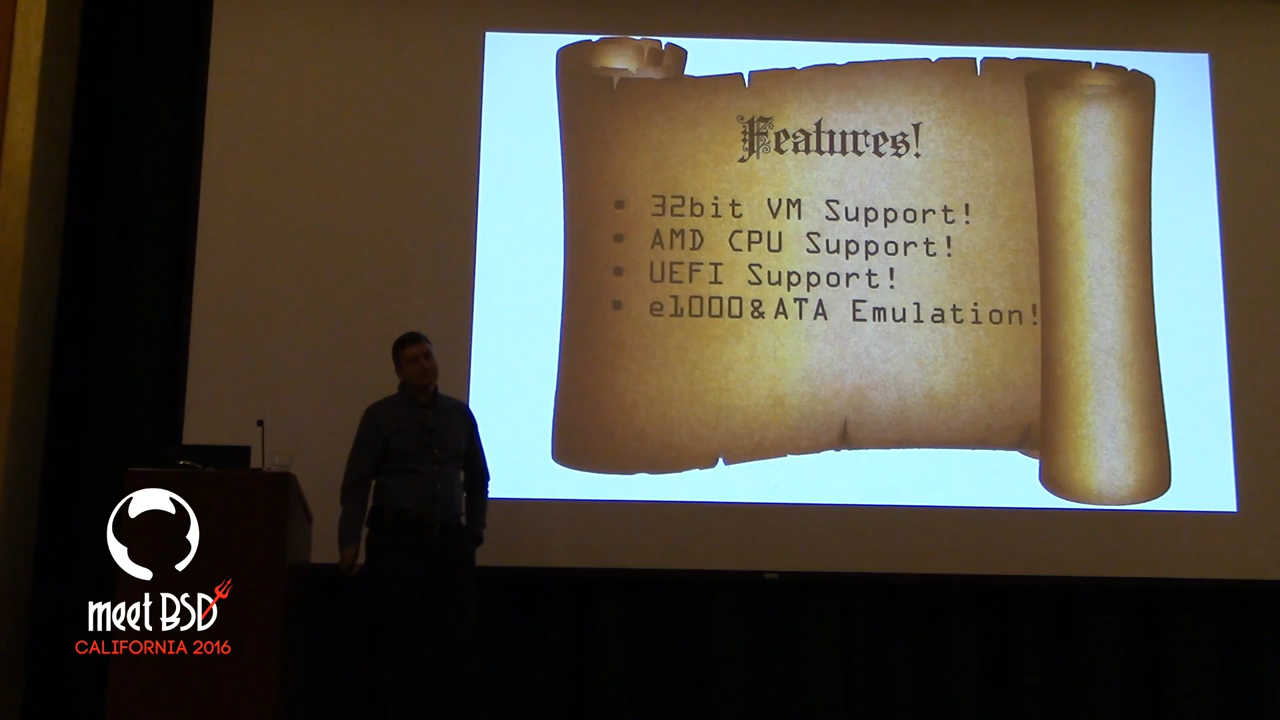 Features!
32bit VM Support!
AMD CPU Support!
UEFI Support!
e1000&ATA Emulation!
meet BSD
CALIFORNIA 2016